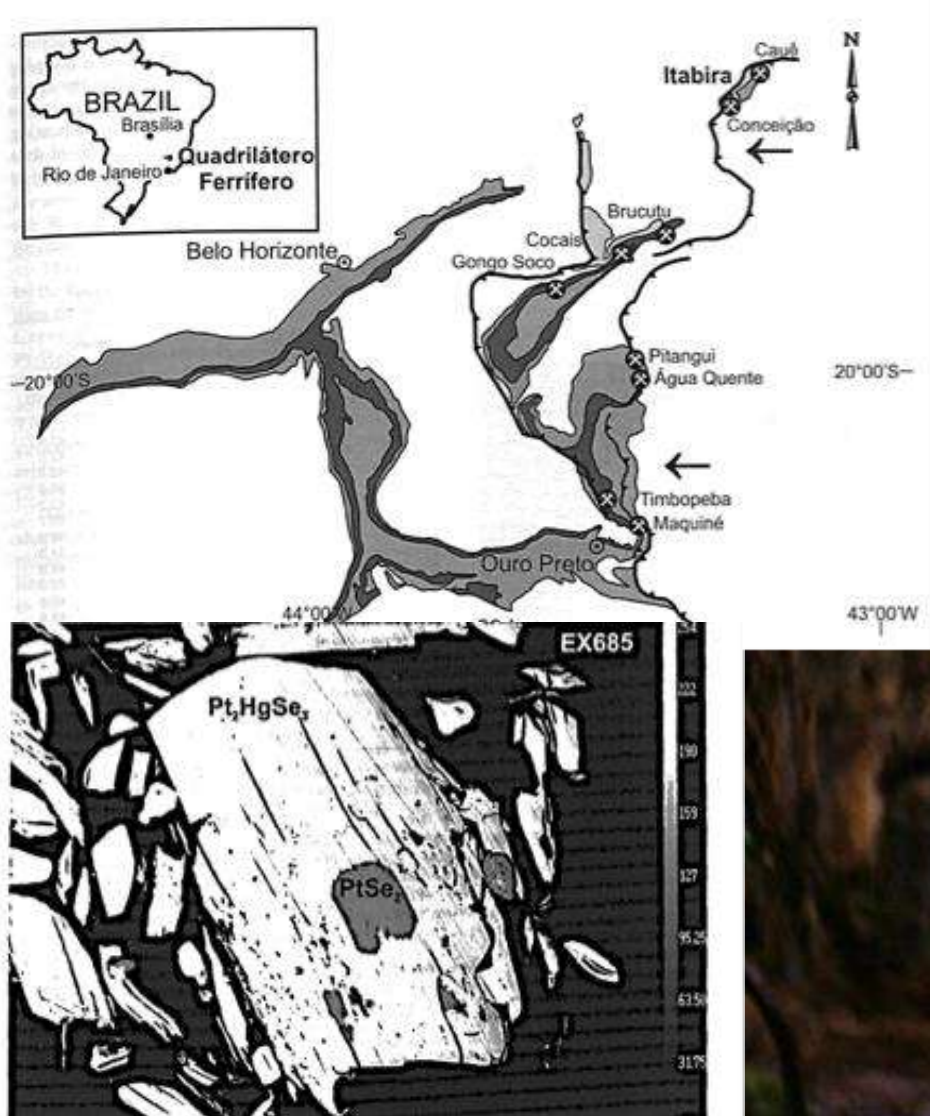 BRAZIL
Brasília
Quadrilátero
Ferrífero
Rio de Janeiro
N
Cauê
Itabira
Conceição
Brucutu
Cocais
Gongo Soco
Belo Horizonte
Pitangui
20°00'S
Água Quente
20°00'S
Timbopeba
Maquiné
Ouro Preto
44°00'W
43°00'W
EX685
Pt₂HgSe₃
PtSe₂
222
190
159
127
95.25
63.50
31.75